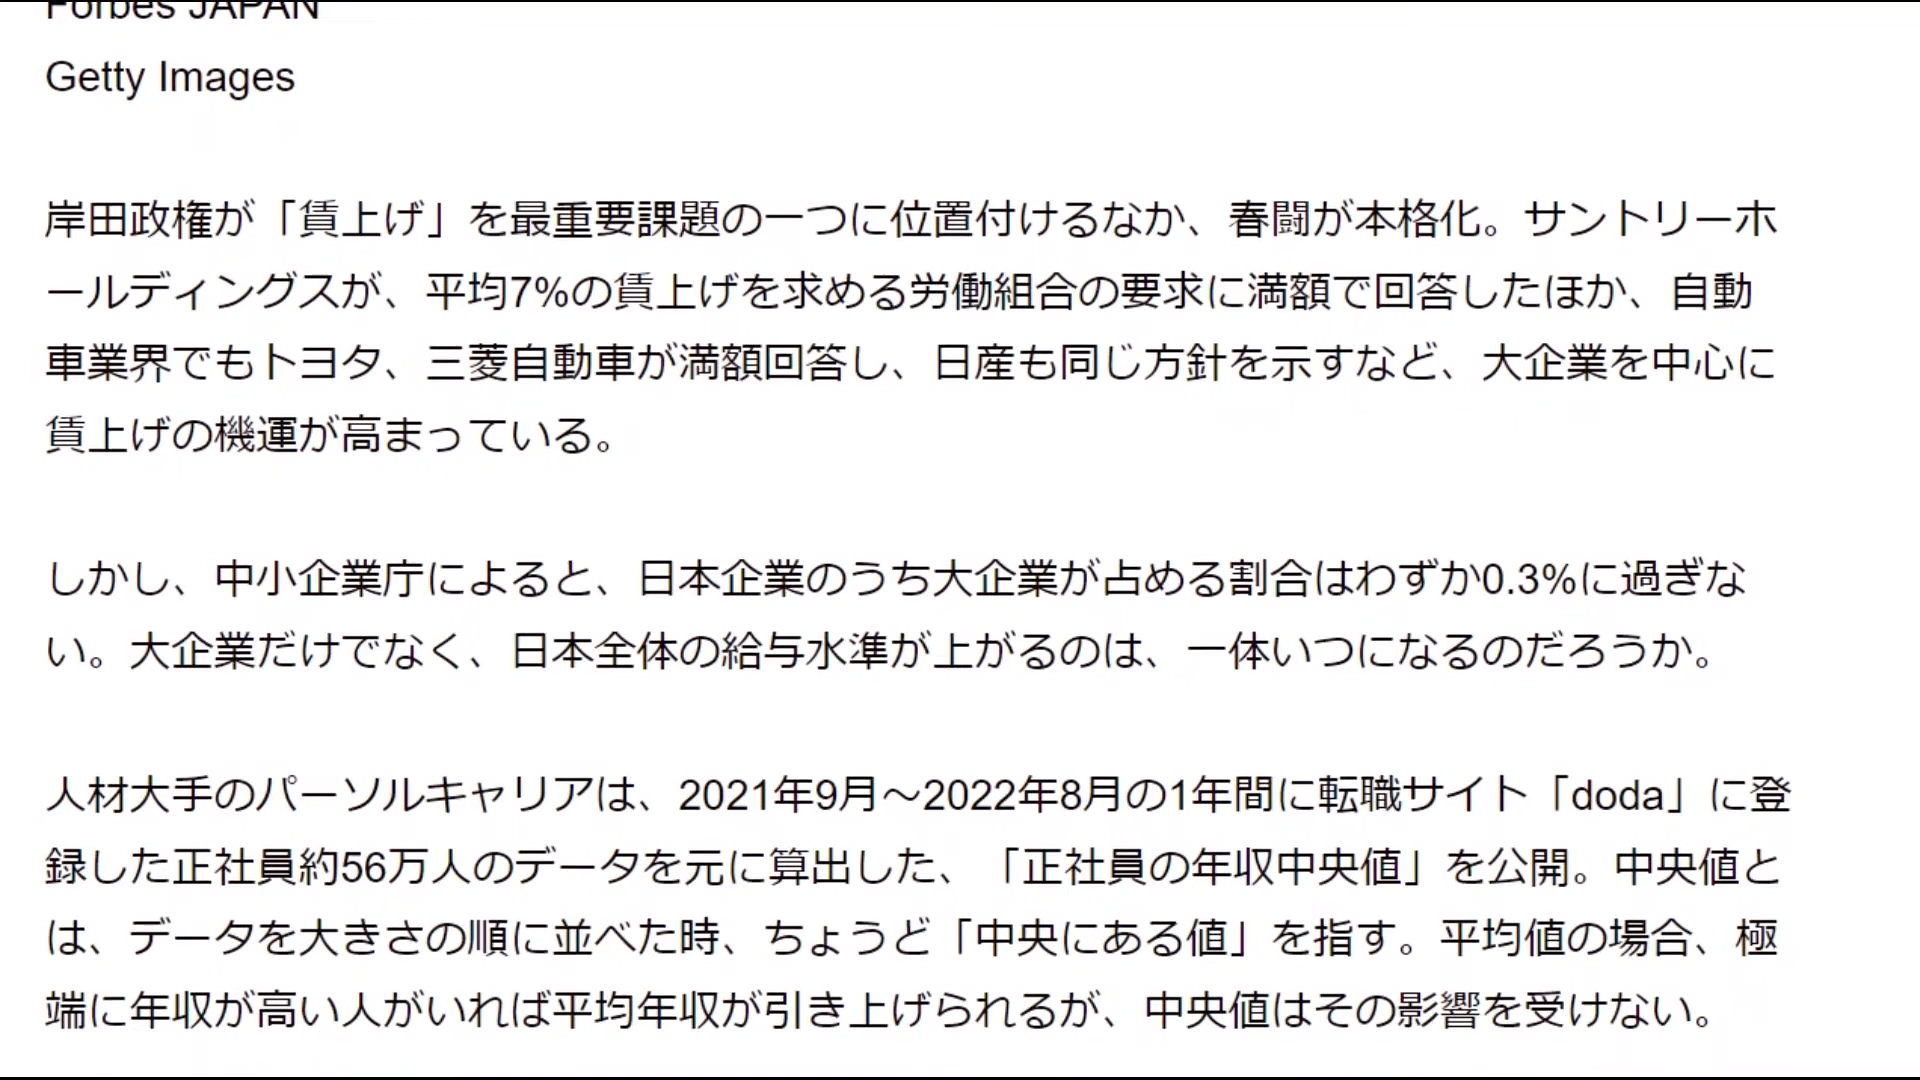 Forbes JAPAN
Getty Images
岸田政権が「賃上げ」を最重要課題の一つに位置付けるなか、春闘が本格化。サントリーホ
ールディングスが、平均7%の賃上げを求める労働組合の要求に満額で回答したほか、自動
車業界でもトヨタ、三菱自動車が満額回答し、日産も同じ方針を示すなど、大企業を中心に
賃上げの機運が高まっている。
しかし、中小企業庁によると、日本企業のうち大企業が占める割合はわずか0.3%に過ぎな
い。大企業だけでなく、日本全体の給与水準が上がるのは、一体いつになるのだろうか。
人材大手のパーソルキャリアは、2021年9月～2022年8月の1年間に転職サイト「doda」に登
録した正社員約56万人のデータを元に算出した、「正社員の年収中央値」を公開。中央値と
は、データを大きさの順に並べた時、ちょうど「中央にある値」を指す。平均値の場合、極
端に年収が高い人がいれば平均年収が引き上げられるが、中央値はその影響を受けない。